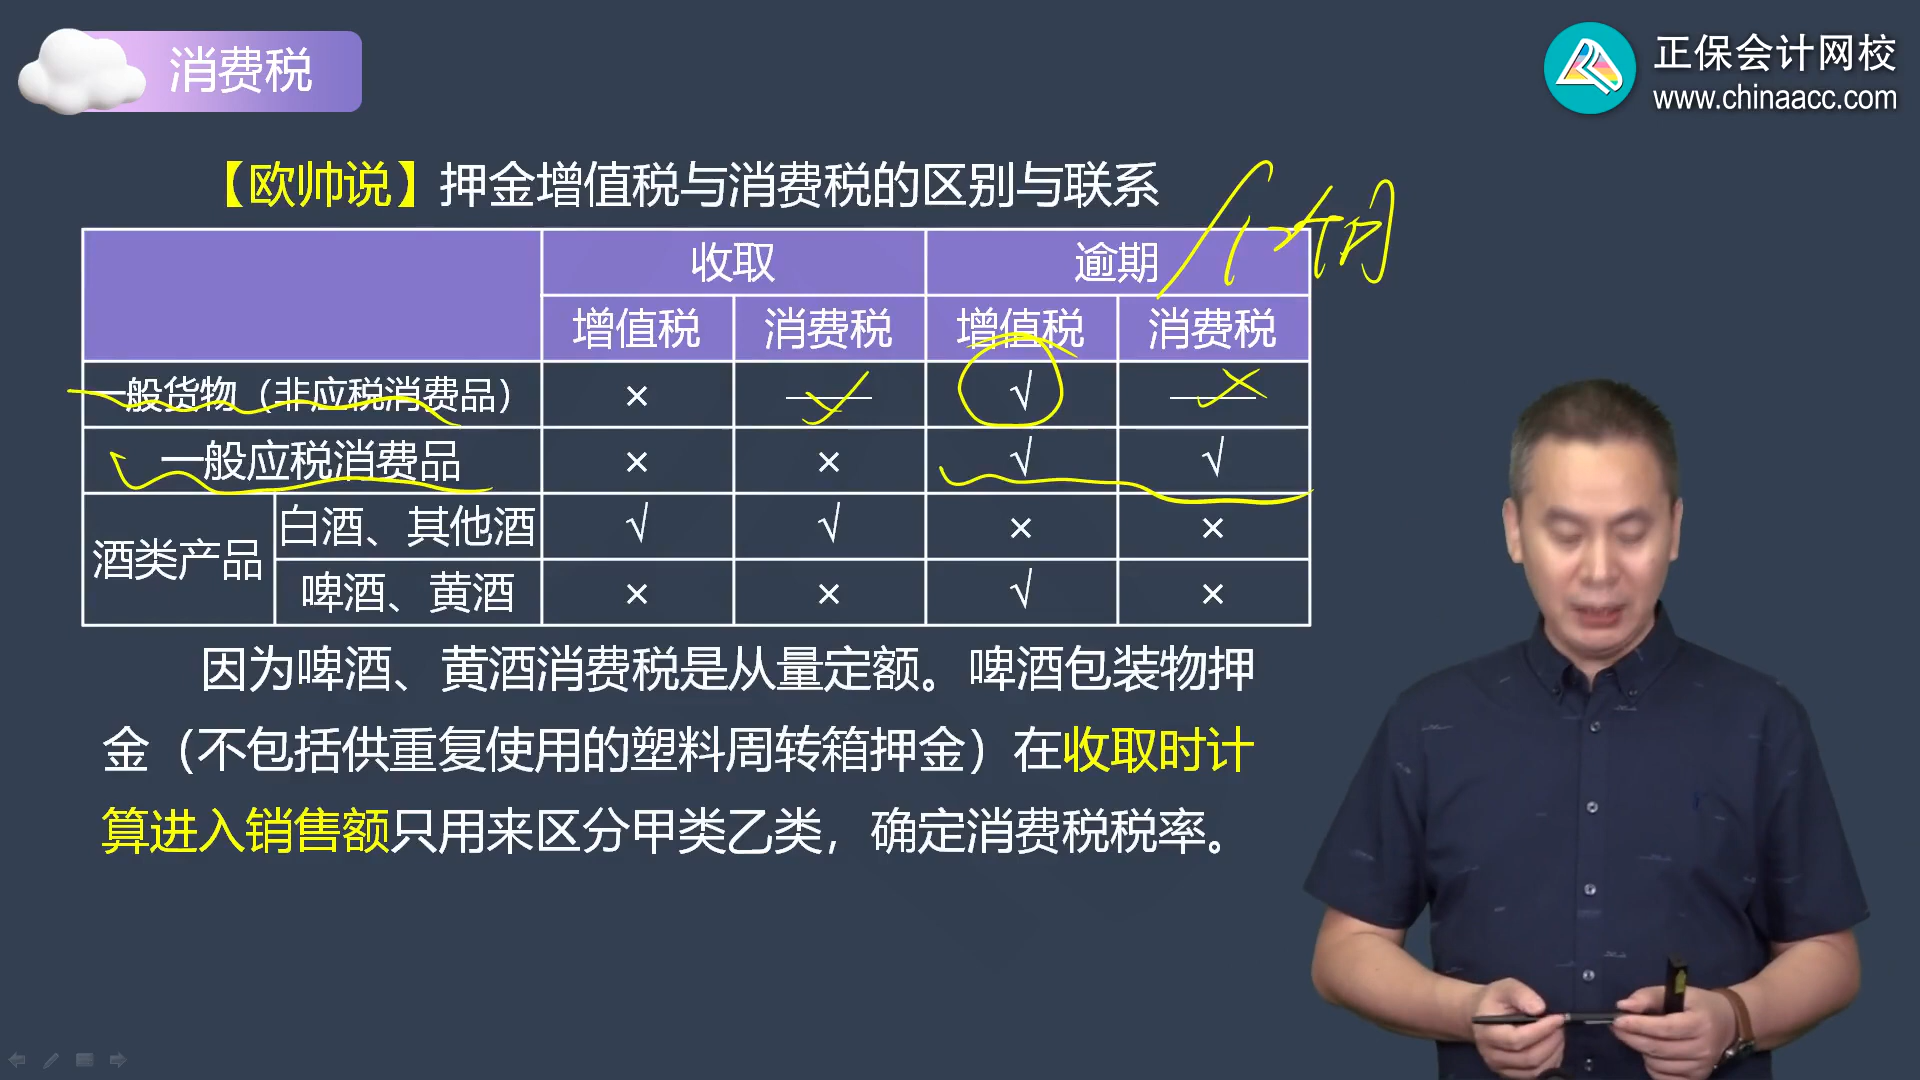 消费税
正保会计网校
www.chinaacc.com
【欧帅说】押金增值税与消费税的区别与联系
收取 逾期
增值税 消费税 增值税 消费税
一般货物（非应税消费品） × —— √ ——
一般应税消费品 × × √ √
酒类产品 白酒、其他酒 √ √ × ×
啤酒、黄酒 × × √ ×
因为啤酒、黄酒消费税是从量定额。啤酒包装物押
金（不包括供重复使用的塑料周转箱押金）在收取时计
算进入销售额只用来区分甲类乙类，确定消费税税率。